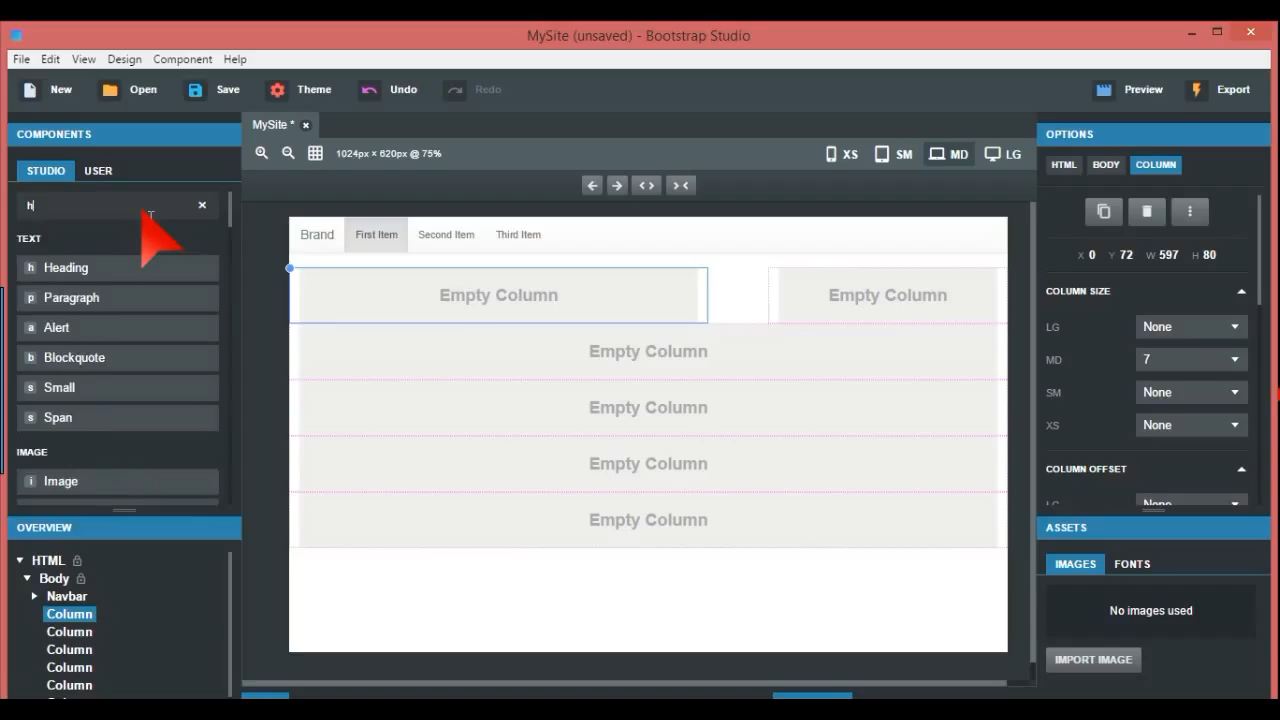 MySite (unsaved) - Bootstrap Studio
File Edit View Design Component Help
New Open Save Theme Undo Redo Preview Export
COMPONENTS
STUDIO USER
h
TEXT
h Heading
p Paragraph
a Alert
b Blockquote
s Small
s Span
IMAGE
i Image
OVERVIEW
HTML
Body
Navbar
Column
Column
Column
Column
Column
MySite *
1024px × 620px @ 75%
XS SM MD LG
Brand First Item Second Item Third Item
Empty Column Empty Column
Empty Column
Empty Column
Empty Column
Empty Column
OPTIONS
HTML BODY COLUMN
X 0 Y 72 W 597 H 80
COLUMN SIZE
LG None
MD 7
SM None
XS None
COLUMN OFFSET
LG None
ASSETS
IMAGES FONTS
No images used
IMPORT IMAGE